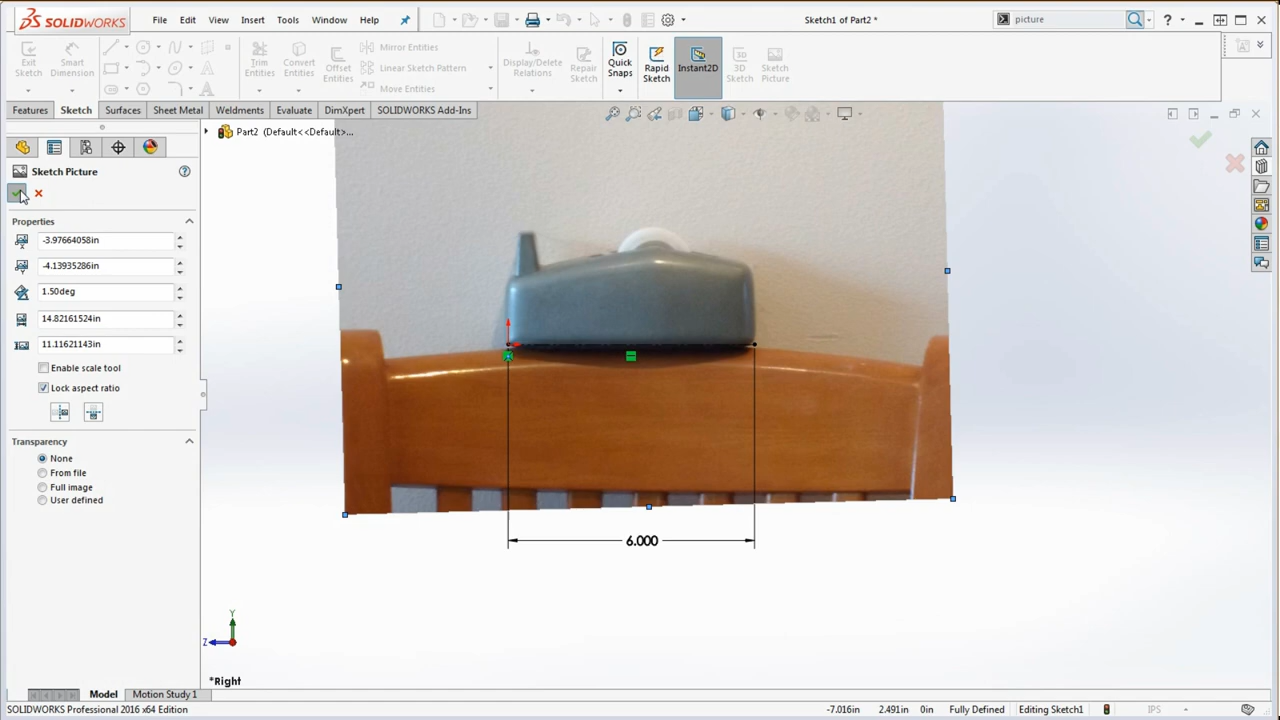 SOLIDWORKS File Edit View Insert Tools Window Help Sketch1 of Part2 * picture
Exit Sketch
Smart Dimension
Trim Entities
Convert Entities
Offset Entities
Mirror Entities
Linear Sketch Pattern
Move Entities
Display/Delete Relations
Repair Sketch
Quick Snaps
Rapid Sketch
Instant2D
3D Sketch
Sketch Picture
Features Sketch Surfaces Sheet Metal Weldments Evaluate DimXpert SOLIDWORKS Add-Ins
Part2 (Default<<Default>...
Sketch Picture
Properties
-3.97664058in
-4.13935286in
1.50deg
14.82161524in
11.11621143in
Enable scale tool
Lock aspect ratio
Transparency
None
From file
Full image
User defined
6.000
Y
Z
*Right
Model Motion Study 1
SOLIDWORKS Professional 2016 x64 Edition -7.016in 2.491in 0in Fully Defined Editing Sketch1 IPS